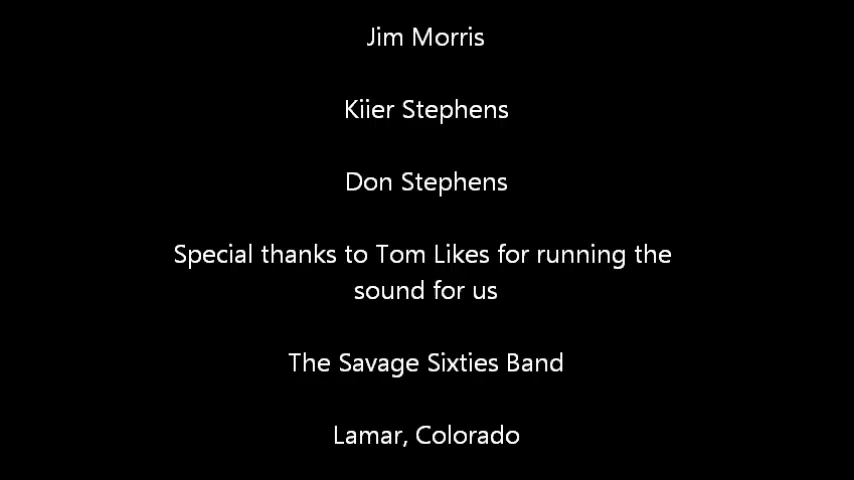 Jim Morris
Kiier Stephens
Don Stephens
Special thanks to Tom Likes for running the
sound for us
The Savage Sixties Band
Lamar, Colorado